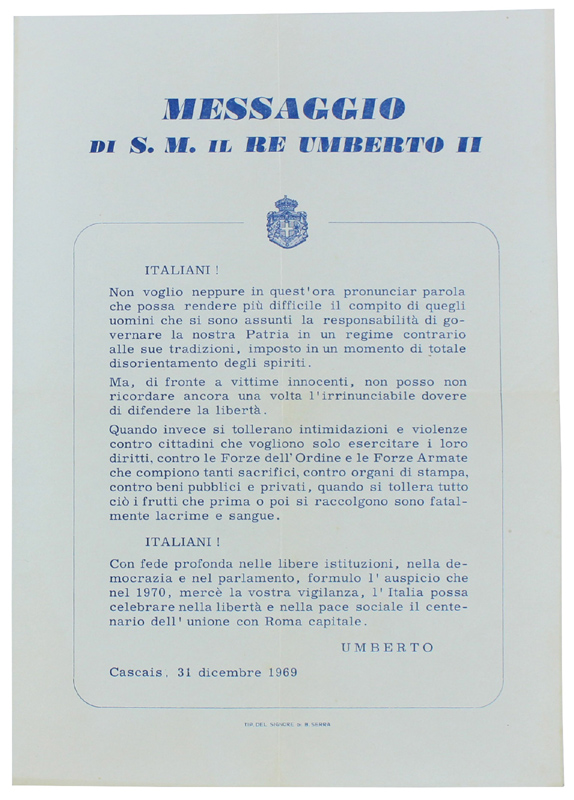 MESSAGGIO
DI S. M. IL RE UMBERTO II
ITALIANI !
Non voglio neppure in quest'ora pronunciar parola
che possa rendere più difficile il compito di quegli
uomini che si sono assunti la responsabilità di go-
vernare la nostra Patria in un regime contrario
alle sue tradizioni, imposto in un momento di totale
disorientamento degli spiriti.
Ma, di fronte a vittime innocenti, non posso non
ricordare ancora una volta l'irrinunciabile dovere
di difendere la libertà.
Quando invece si tollerano intimidazioni e violenze
contro cittadini che vogliono solo esercitare i loro
diritti, contro le Forze dell'Ordine e le Forze Armate
che compiono tanti sacrifici, contro organi di stampa,
contro beni pubblici e privati, quando si tollera tutto
ciò i frutti che prima o poi si raccolgono sono fatal-
mente lacrime e sangue.
ITALIANI !
Con fede profonda nelle libere istituzioni, nella de-
mocrazia e nel parlamento, formulo l'auspicio che
nel 1970, mercè la vostra vigilanza, l'Italia possa
celebrare nella libertà e nella pace sociale il cente-
nario dell'unione con Roma capitale.
UMBERTO
Cascais. 31 dicembre 1969
TIP. DEL